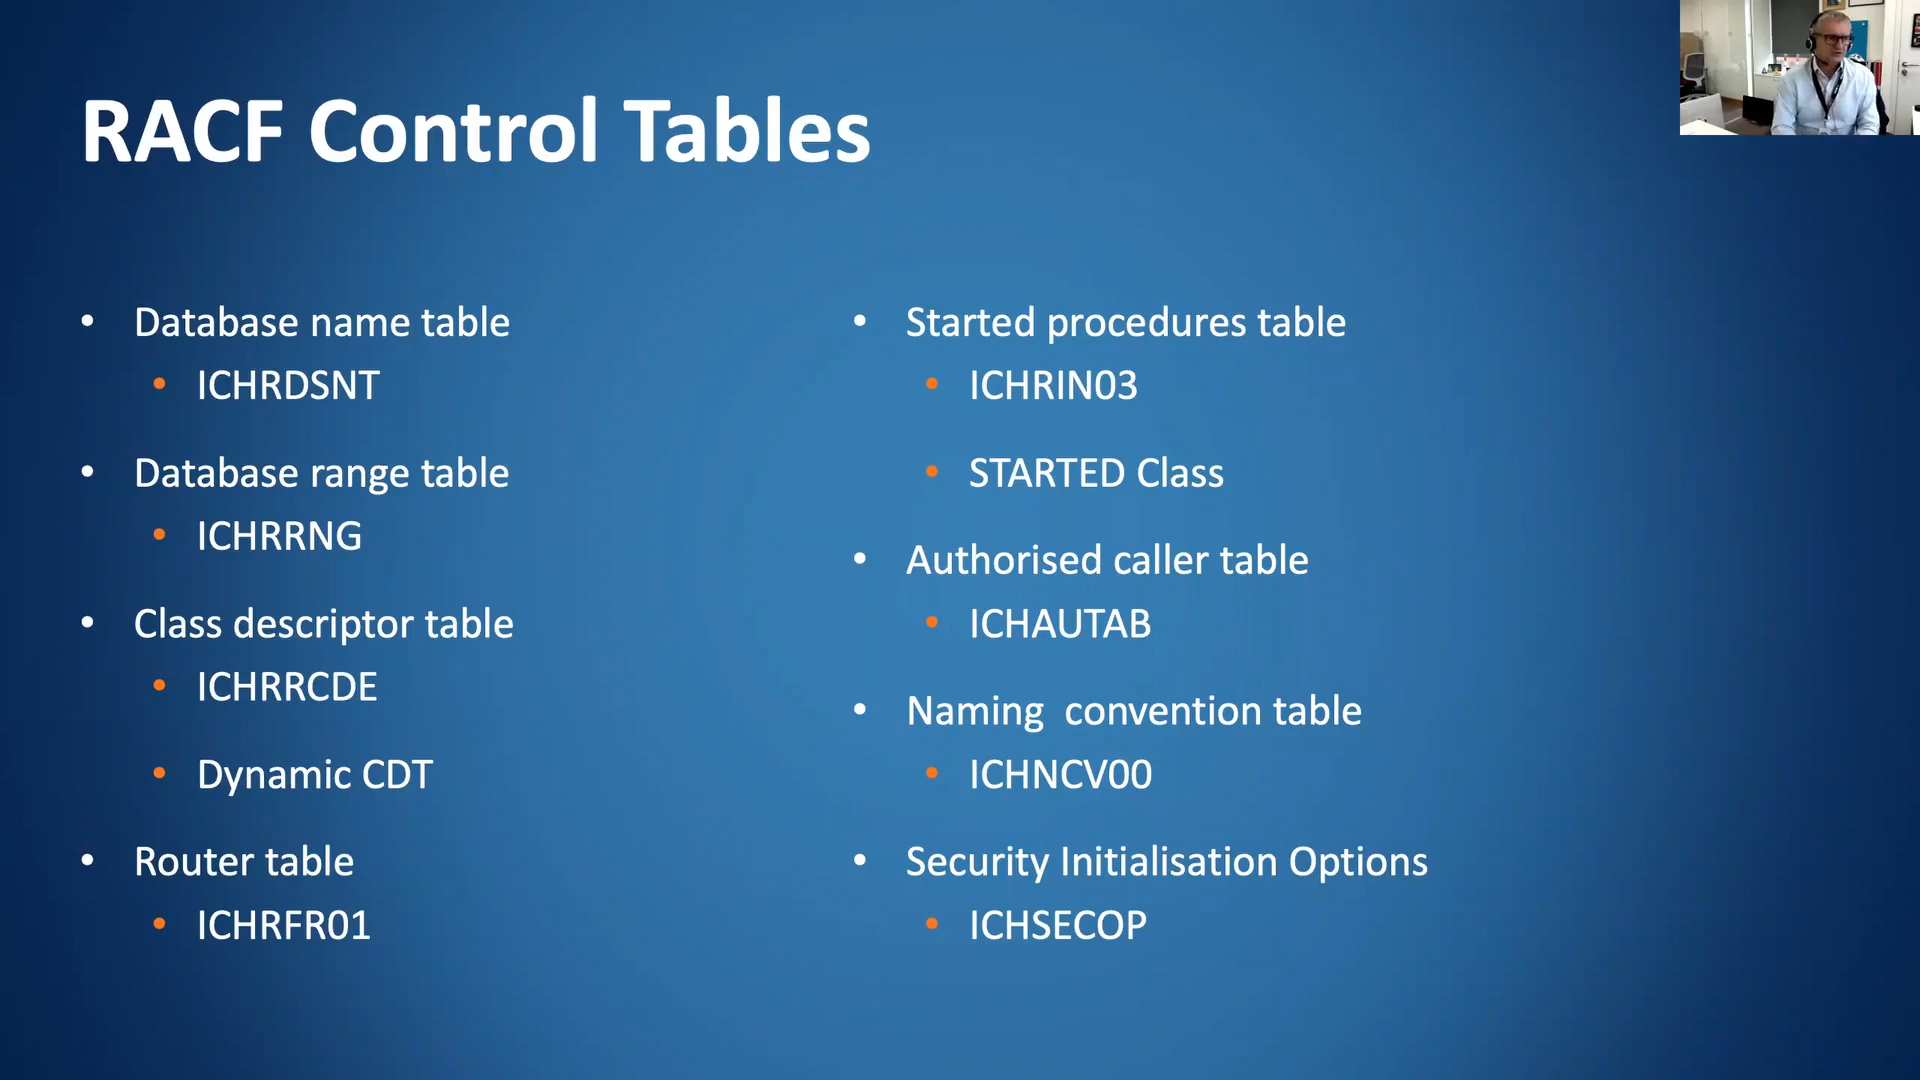 RACF Control Tables
• Database name table
• ICHRDSNT
• Database range table
• ICHRRNG
• Class descriptor table
• ICHRRCDE
• Dynamic CDT
• Router table
• ICHRFR01
• Started procedures table
• ICHRIN03
• STARTED Class
• Authorised caller table
• ICHAUTAB
• Naming  convention table
• ICHNCV00
• Security Initialisation Options
• ICHSECOP